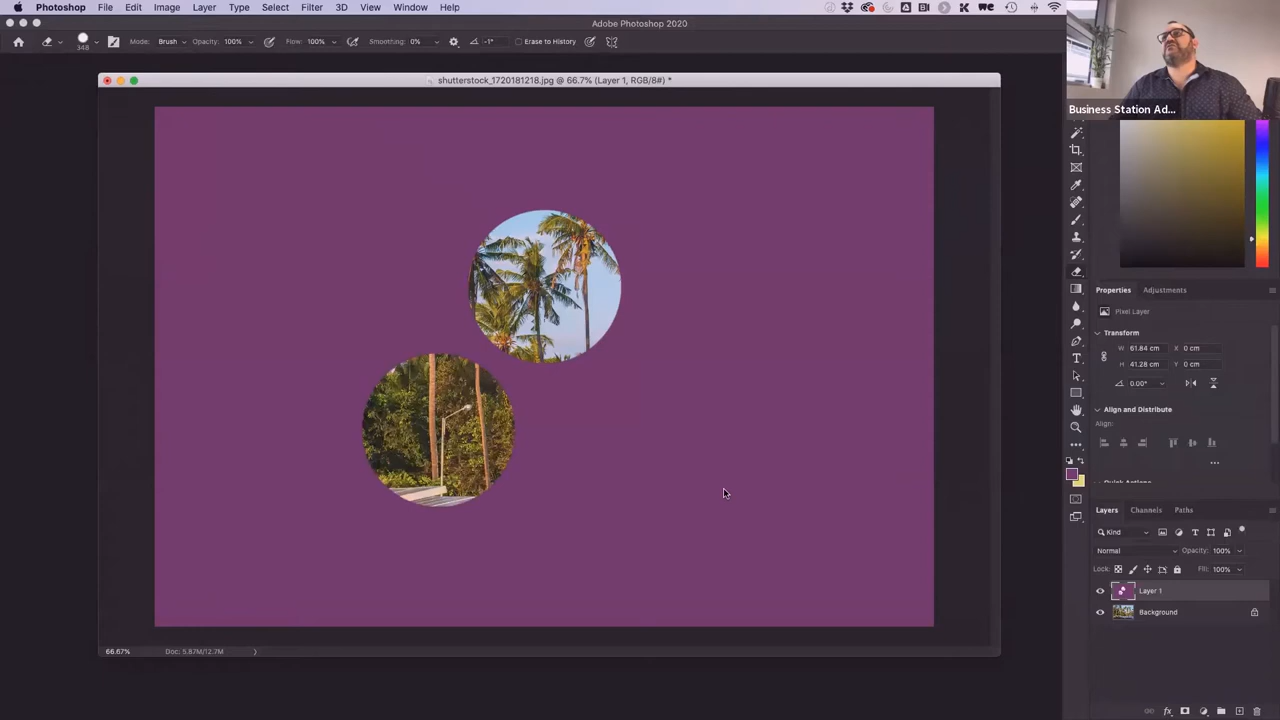 Photoshop File Edit Image Layer Type Select Filter 3D View Window Help
Adobe Photoshop 2020
348 Mode: Brush Opacity: 100% Flow: 100% Smoothing: 0% -1° Erase to History
shutterstock_1720181218.jpg @ 66.7% (Layer 1, RGB/8#) *
Business Station Ad...
Properties Adjustments
Pixel Layer
Transform
W 61.84 cm X 0 cm
H 41.28 cm Y 0 cm
0.00°
Align and Distribute
Align:
...
Quick Actions
Layers Channels Paths
Kind
Normal Opacity: 100%
Lock: Fill: 100%
Layer 1
Background
66.67% Doc: 5.87M/12.7M